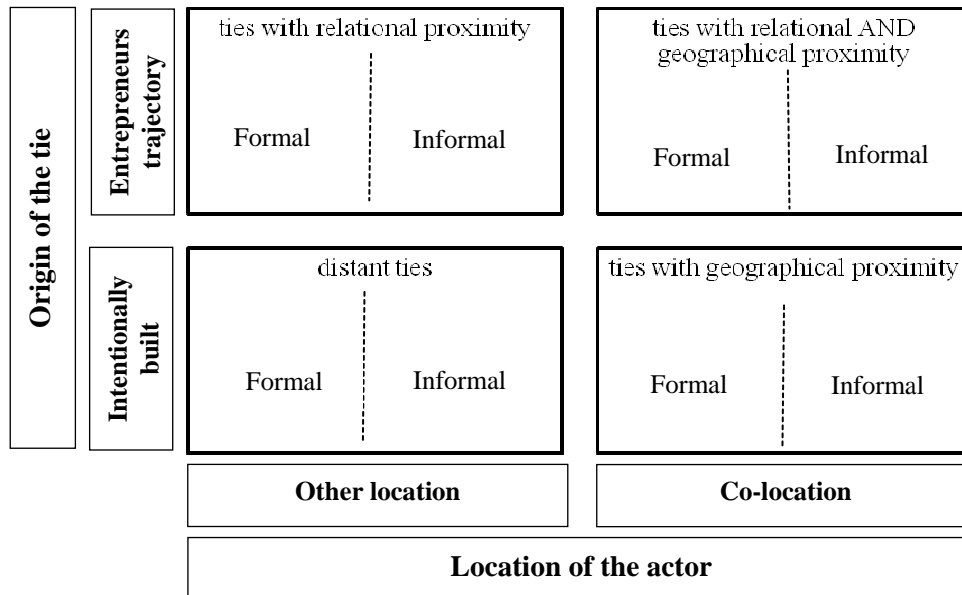 Origin of the tie
Entrepreneurs
trajectory
ties with relational proximity
Formal
Informal
ties with relational AND
geographical proximity
Formal
Informal
Intentionally
built
distant ties
Formal
Informal
ties with geographical proximity
Formal
Informal
Other location
Co-location
Location of the actor